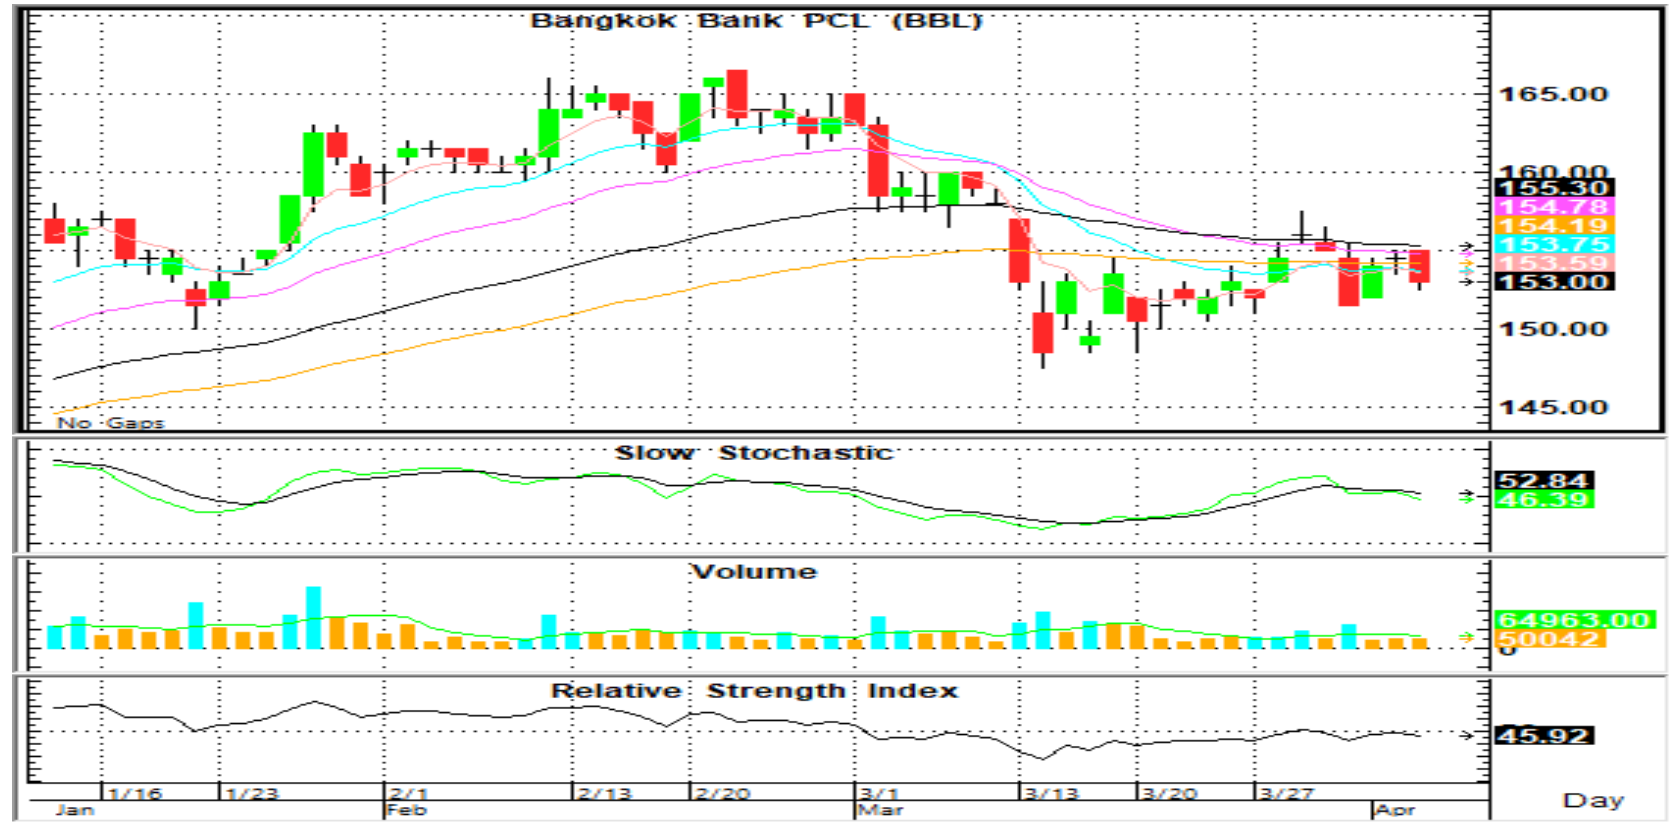 Bangkok Bank PCL (BBL)
165.00
160.00
155.30
154.78
154.19
153.75
153.59
153.00
150.00
145.00
No Gaps
Slow Stochastic
52.84
46.39
Volume
64963.00
50042
0
Relative Strength Index
45.92
1/16 1/23 2/1 2/13 2/20 3/1 3/13 3/20 3/27
Jan Feb Mar Apr
Day